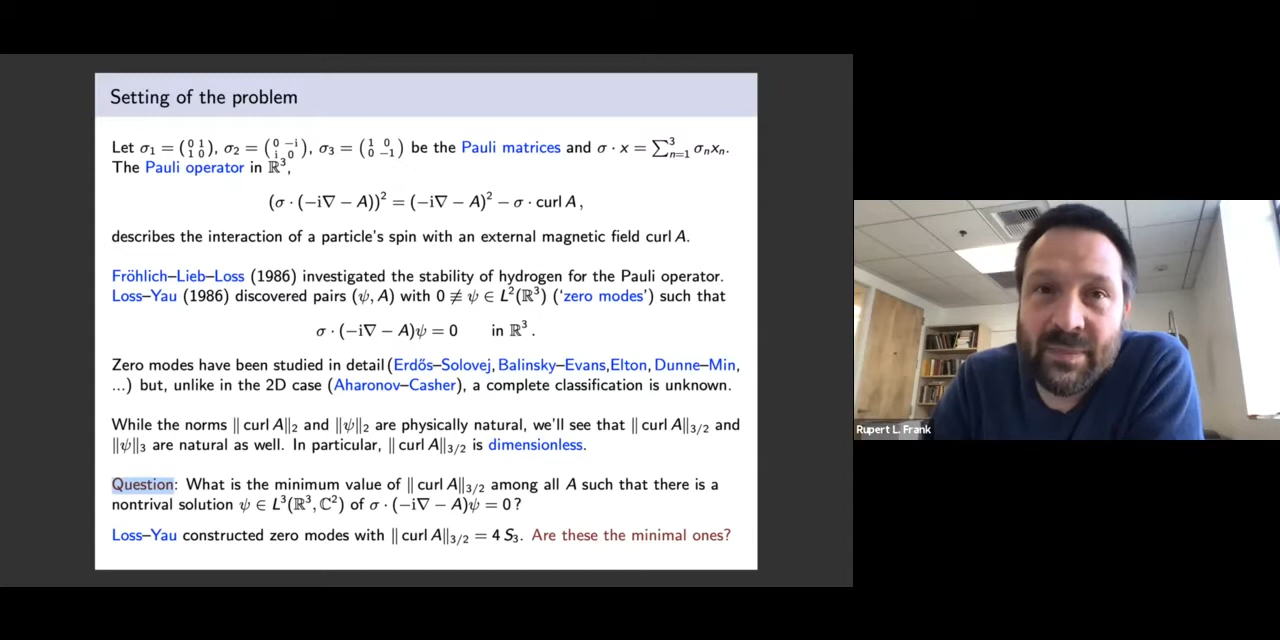 Setting of the problem
Let σ₁ = (0 1 1 0), σ₂ = (0 −i i 0), σ₃ = (1 0 0 −1) be the Pauli matrices and σ · x = ∑³ₙ₌₁ σₙxₙ.
The Pauli operator in ℝ³,
(σ · (−i∇ − A))² = (−i∇ − A)² − σ · curl A ,
describes the interaction of a particle's spin with an external magnetic field curl A.
Fröhlich–Lieb–Loss (1986) investigated the stability of hydrogen for the Pauli operator.
Loss–Yau (1986) discovered pairs (ψ, A) with 0 ≢ ψ ∈ L²(ℝ³) ('zero modes') such that
σ · (−i∇ − A)ψ = 0 in ℝ³ .
Zero modes have been studied in detail (Erdős–Solovej, Balinsky–Evans,Elton, Dunne–Min,
...) but, unlike in the 2D case (Aharonov–Casher), a complete classification is unknown.
While the norms ‖ curl A‖₂ and ‖ψ‖₂ are physically natural, we'll see that ‖ curl A‖₃/₂ and
‖ψ‖₃ are natural as well. In particular, ‖ curl A‖₃/₂ is dimensionless.
Question: What is the minimum value of ‖ curl A‖₃/₂ among all A such that there is a
nontrival solution ψ ∈ L³(ℝ³, ℂ²) of σ · (−i∇ − A)ψ = 0 ?
Loss–Yau constructed zero modes with ‖ curl A‖₃/₂ = 4 S₃. Are these the minimal ones?
Rupert L. Frank